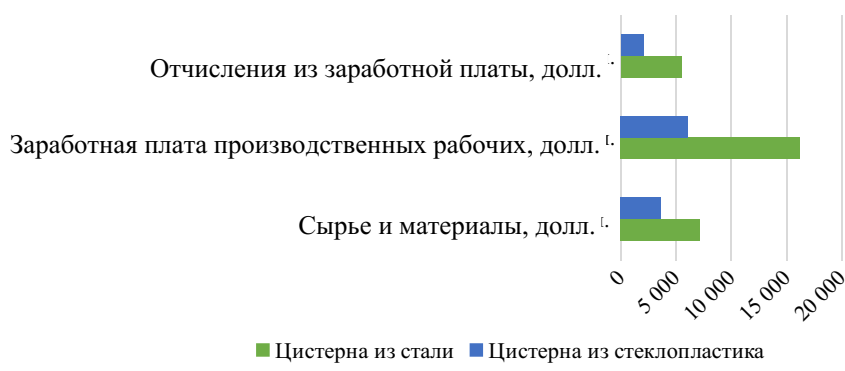 Отчисления из заработной платы, долл.
Заработная плата производственных рабочих, долл.
Сырье и материалы, долл.
0 5 000 10 000 15 000 20 000
Цистерна из стали Цистерна из стеклопластика